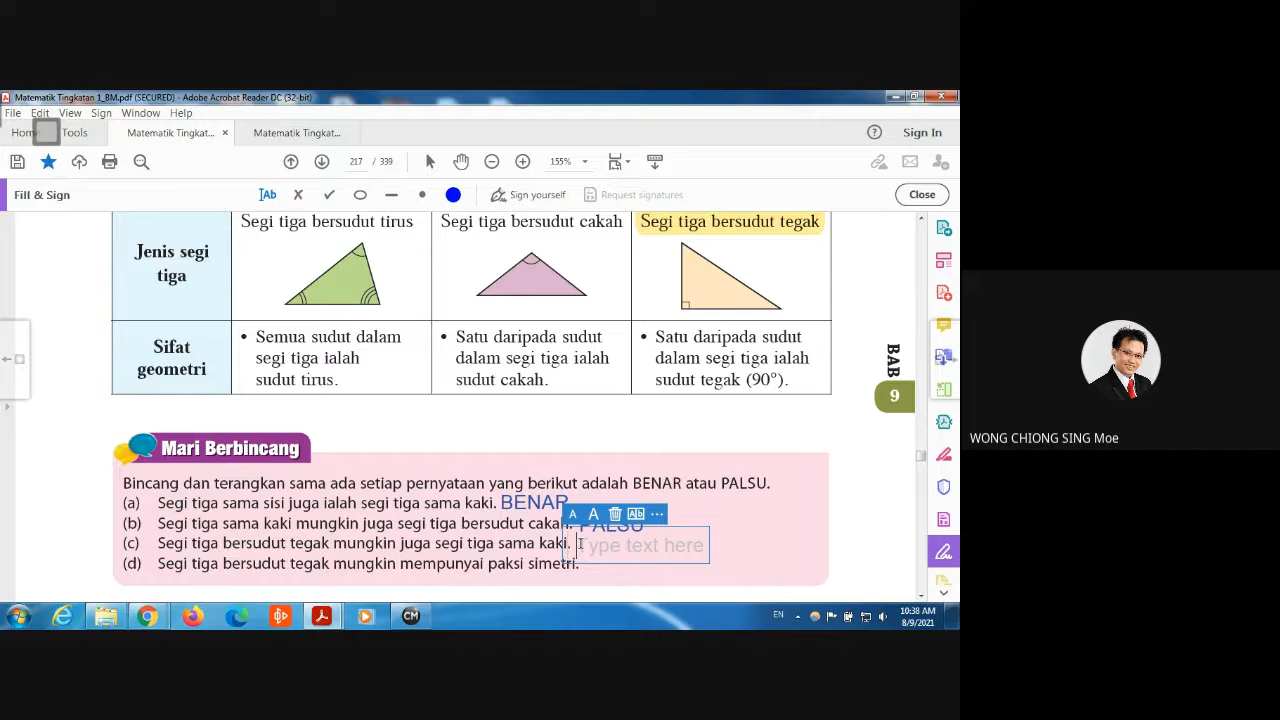 Matematik Tingkatan 1_BM.pdf (SECURED) - Adobe Acrobat Reader DC (32-bit)
File Edit View Sign Window Help
Hom Tools Matematik Tingkat... × Matematik Tingkat... Sign In
217 / 339 155%
Fill & Sign Ab Sign yourself Request signatures Close
Segi tiga bersudut tirus Segi tiga bersudut cakah Segi tiga bersudut tegak
Jenis segi
tiga
Sifat
geometri
• Semua sudut dalam
segi tiga ialah
sudut tirus.
• Satu daripada sudut
dalam segi tiga ialah
sudut cakah.
• Satu daripada sudut
dalam segi tiga ialah
sudut tegak (90°).
BAB
9
Mari Berbincang
Bincang dan terangkan sama ada setiap pernyataan yang berikut adalah BENAR atau PALSU.
(a) Segi tiga sama sisi juga ialah segi tiga sama kaki. BENAR
A A Ab ...
(b) Segi tiga sama kaki mungkin juga segi tiga bersudut cakah. PALSU
(c) Segi tiga bersudut tegak mungkin juga segi tiga sama kaki. Type text here
(d) Segi tiga bersudut tegak mungkin mempunyai paksi simetri.
CM EN 10:38 AM
8/9/2021
WONG CHIONG SING Moe